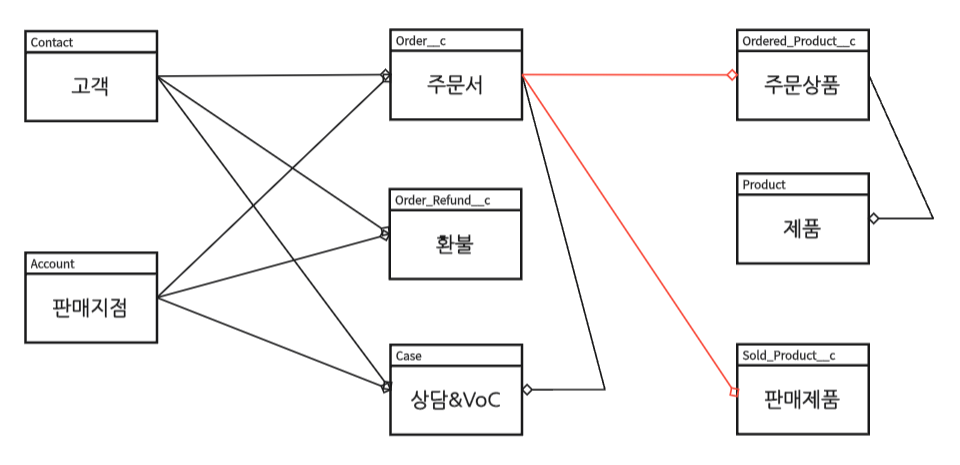 Contact
고객
Order__c
주문서
Ordered_Product__c
주문상품
Order_Refund__c
환불
Product
제품
Account
판매지점
Case
상담&VoC
Sold_Product__c
판매제품